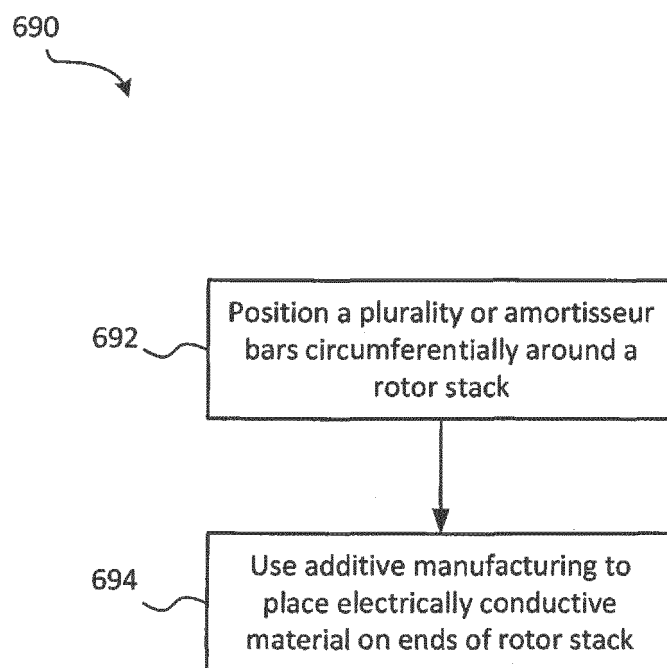 690
692
Position a plurality or amortisseur
bars circumferentially around a
rotor stack
694
Use additive manufacturing to
place electrically conductive
material on ends of rotor stack